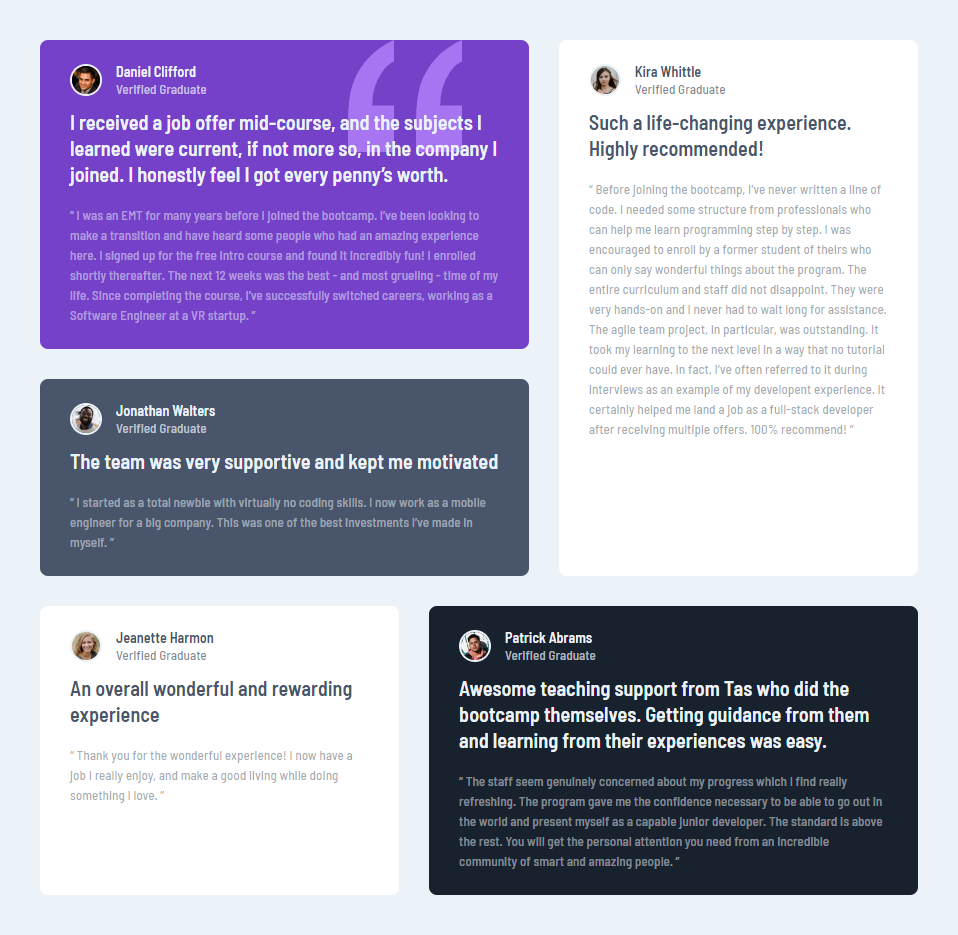 Daniel Clifford
Verified Graduate
I received a job offer mid-course, and the subjects I
learned were current, if not more so, in the company I
joined. I honestly feel I got every penny’s worth.
“ I was an EMT for many years before I joined the bootcamp. I’ve been looking to
make a transition and have heard some people who had an amazing experience
here. I signed up for the free intro course and found it incredibly fun! I enrolled
shortly thereafter. The next 12 weeks was the best - and most grueling - time of my
life. Since completing the course, I’ve successfully switched careers, working as a
Software Engineer at a VR startup. ”
Jonathan Walters
Verified Graduate
The team was very supportive and kept me motivated
“ I started as a total newbie with virtually no coding skills. I now work as a mobile
engineer for a big company. This was one of the best investments I’ve made in
myself. ”
Kira Whittle
Verified Graduate
Such a life-changing experience.
Highly recommended!
“ Before joining the bootcamp, I’ve never written a line of
code. I needed some structure from professionals who
can help me learn programming step by step. I was
encouraged to enroll by a former student of theirs who
can only say wonderful things about the program. The
entire curriculum and staff did not disappoint. They were
very hands-on and I never had to wait long for assistance.
The agile team project, in particular, was outstanding. It
took my learning to the next level in a way that no tutorial
could ever have. In fact, I’ve often referred to it during
interviews as an example of my developent experience. It
certainly helped me land a job as a full-stack developer
after receiving multiple offers. 100% recommend! ”
Jeanette Harmon
Verified Graduate
An overall wonderful and rewarding
experience
“ Thank you for the wonderful experience! I now have a
job I really enjoy, and make a good living while doing
something I love. ”
Patrick Abrams
Verified Graduate
Awesome teaching support from Tas who did the
bootcamp themselves. Getting guidance from them
and learning from their experiences was easy.
“ The staff seem genuinely concerned about my progress which I find really
refreshing. The program gave me the confidence necessary to be able to go out in
the world and present myself as a capable junior developer. The standard is above
the rest. You will get the personal attention you need from an incredible
community of smart and amazing people. ”